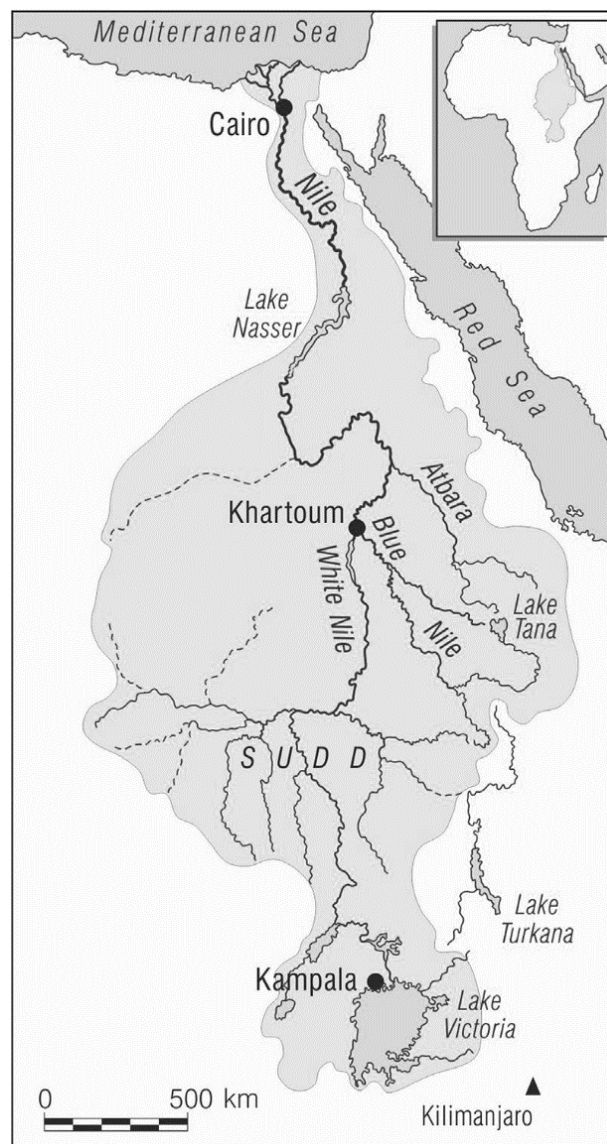 Mediterranean Sea
Cairo
Nile
Lake
Nasser
Red Sea
Atbara
Khartoum
Blue
Nile
White Nile
Lake
Tana
SUDD
Lake
Turkana
Kampala
Lake
Victoria
0 500 km
Kilimanjaro